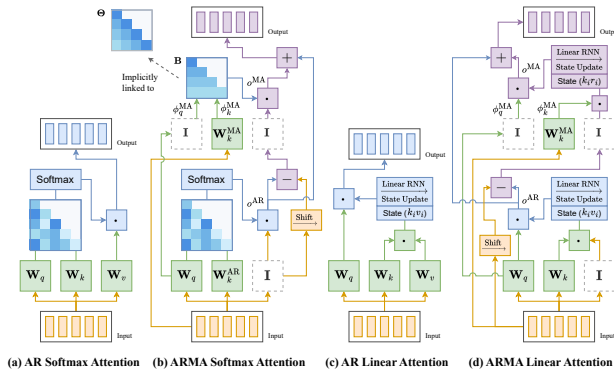 Θ
Implicitly
linked to
B
Output
+
o^MA
·
ϕ_q^MA
ϕ_k^MA
I
W_k^MA
I
−
Output
Softmax
·
W_q
W_k
W_v
Input
(a) AR Softmax Attention
Softmax
o^AR
·
Shift
W_q
W_k^AR
I
Input
(b) ARMA Softmax Attention
Output
Linear RNN
State Update
State (k_i v_i)
·
·
W_q
W_k
W_v
Input
(c) AR Linear Attention
Output
+
Linear RNN
State Update
State (k_i r_i)
o^MA
·
·
ϕ_q^MA
ϕ_k^MA
I
W_k^MA
I
−
o^AR
·
Linear RNN
State Update
State (k_i v_i)
Shift
·
W_q
W_k
I
Input
(d) ARMA Linear Attention